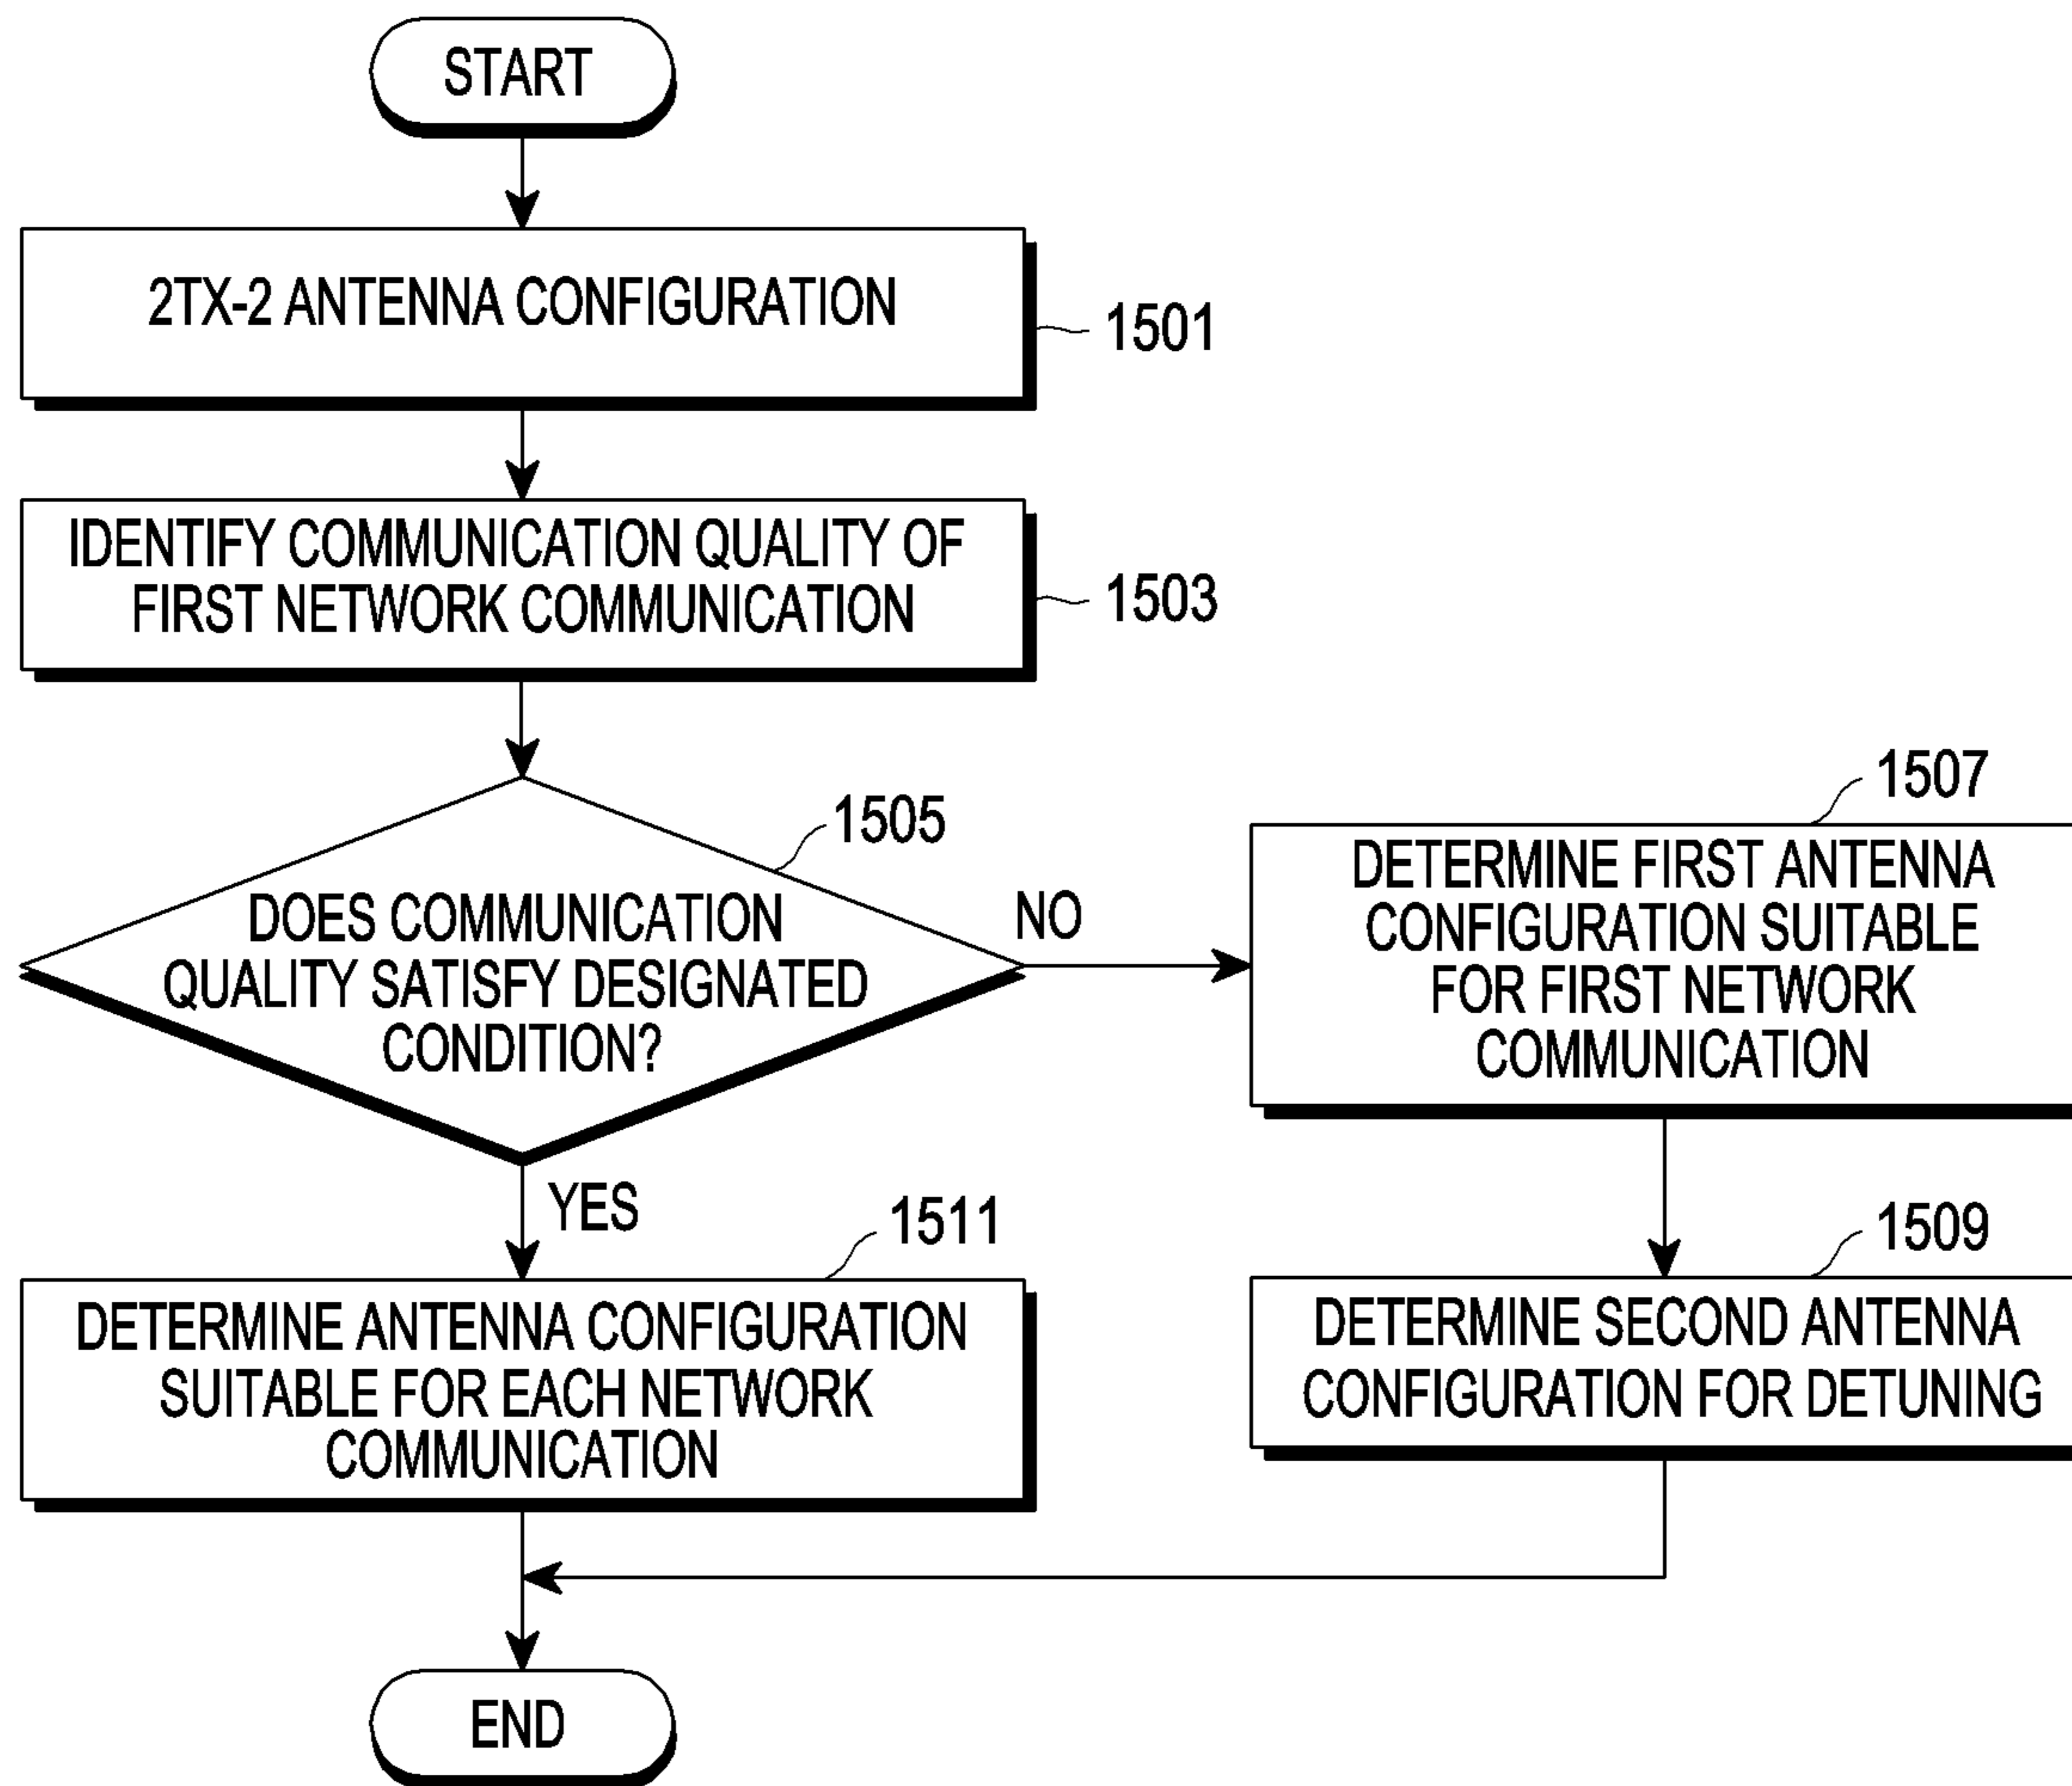 START
2TX-2 ANTENNA CONFIGURATION
1501
IDENTIFY COMMUNICATION QUALITY OF
FIRST NETWORK COMMUNICATION
1503
1505
DOES COMMUNICATION
QUALITY SATISFY DESIGNATED
CONDITION?
NO
1507
DETERMINE FIRST ANTENNA
CONFIGURATION SUITABLE
FOR FIRST NETWORK
COMMUNICATION
YES
1511
DETERMINE ANTENNA CONFIGURATION
SUITABLE FOR EACH NETWORK
COMMUNICATION
1509
DETERMINE SECOND ANTENNA
CONFIGURATION FOR DETUNING
END